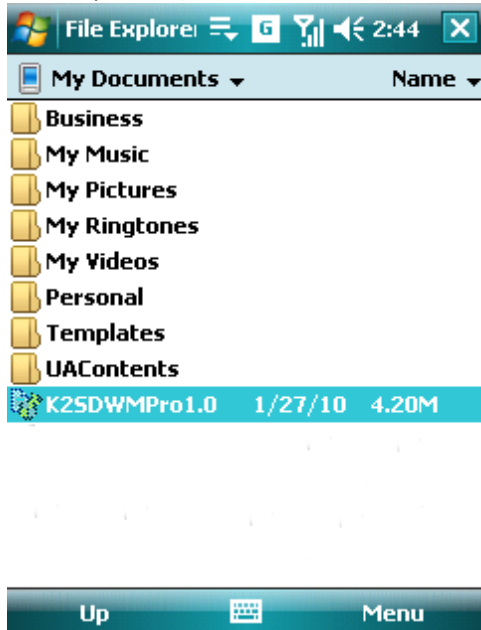 File Explorer G 2:44
My Documents Name
Business
My Music
My Pictures
My Ringtones
My Videos
Personal
Templates
UAContents
K2SDWMPro1.0 1/27/10 4.20M
Up Menu